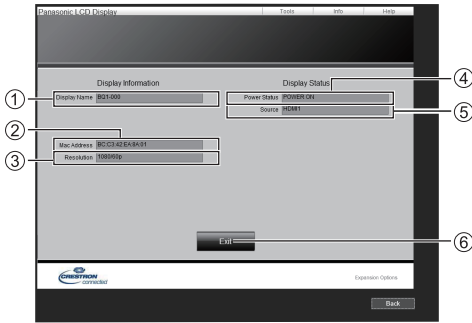 Panasonic LCD Display
Tools Info Help
Display Information
Display Status
④
① Display Name BQ1-000
Power Status POWER ON
Source HDMI1 ⑤
②
Mac Address BC:C3:42:EA:8A:01
③ Resolution 1080/60p
Exit ⑥
CRESTRON
connected
Expansion Options
Back